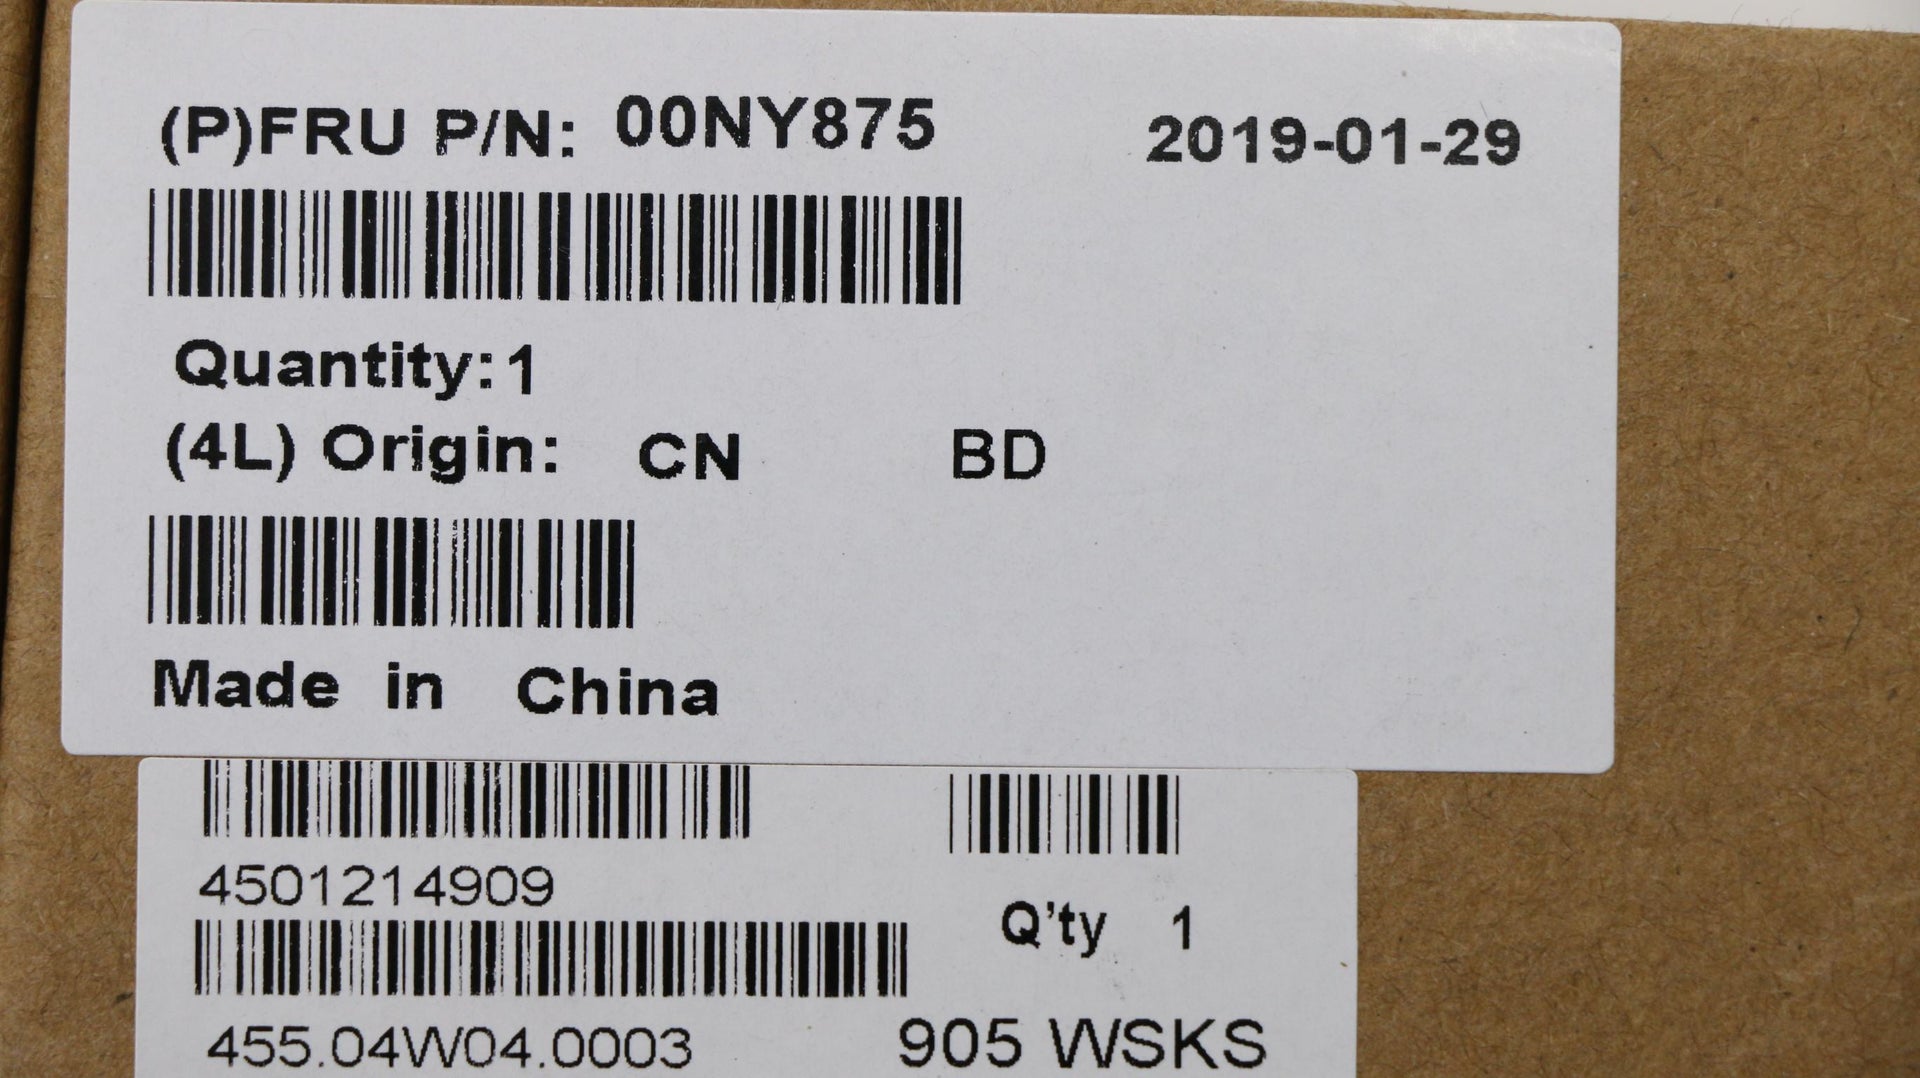 (P)FRU P/N: 00NY875 2019-01-29
Quantity:1
(4L) Origin: CN BD
Made in China
4501214909
Q'ty 1
455.04W04.0003 905 WSKS